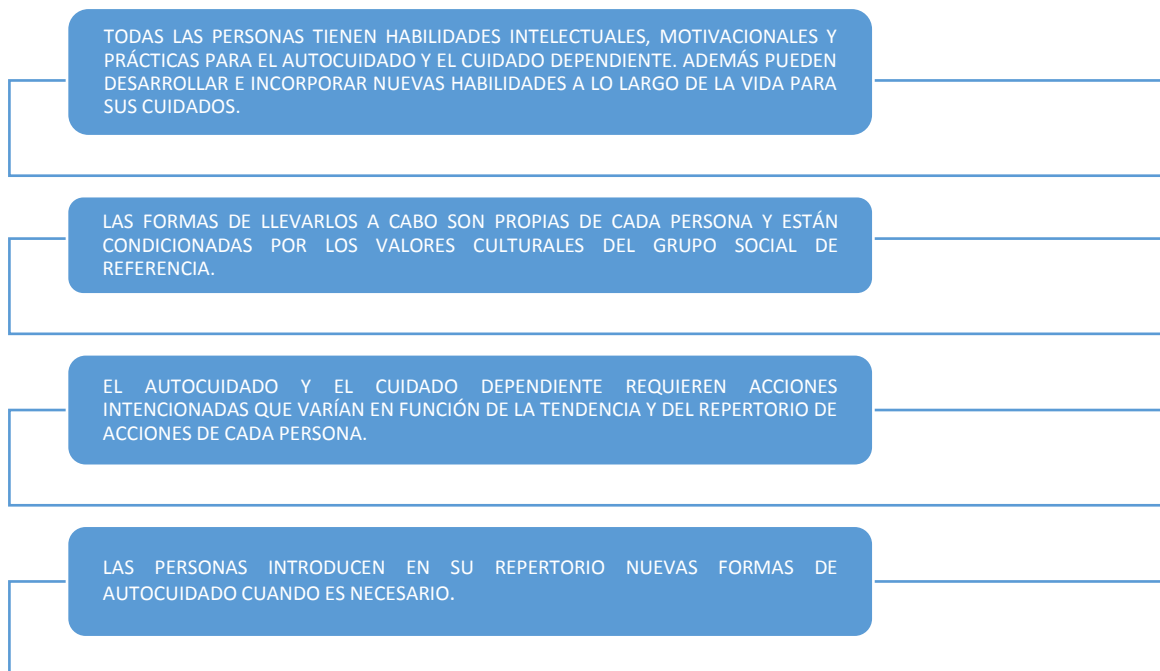 TODAS LAS PERSONAS TIENEN HABILIDADES INTELECTUALES, MOTIVACIONALES Y
PRÁCTICAS PARA EL AUTOCUIDADO Y EL CUIDADO DEPENDIENTE. ADEMÁS PUEDEN
DESARROLLAR E INCORPORAR NUEVAS HABILIDADES A LO LARGO DE LA VIDA PARA
SUS CUIDADOS.
LAS FORMAS DE LLEVARLOS A CABO SON PROPIAS DE CADA PERSONA Y ESTÁN
CONDICIONADAS POR LOS VALORES CULTURALES DEL GRUPO SOCIAL DE
REFERENCIA.
EL AUTOCUIDADO Y EL CUIDADO DEPENDIENTE REQUIEREN ACCIONES
INTENCIONADAS QUE VARÍAN EN FUNCIÓN DE LA TENDENCIA Y DEL REPERTORIO DE
ACCIONES DE CADA PERSONA.
LAS PERSONAS INTRODUCEN EN SU REPERTORIO NUEVAS FORMAS DE
AUTOCUIDADO CUANDO ES NECESARIO.